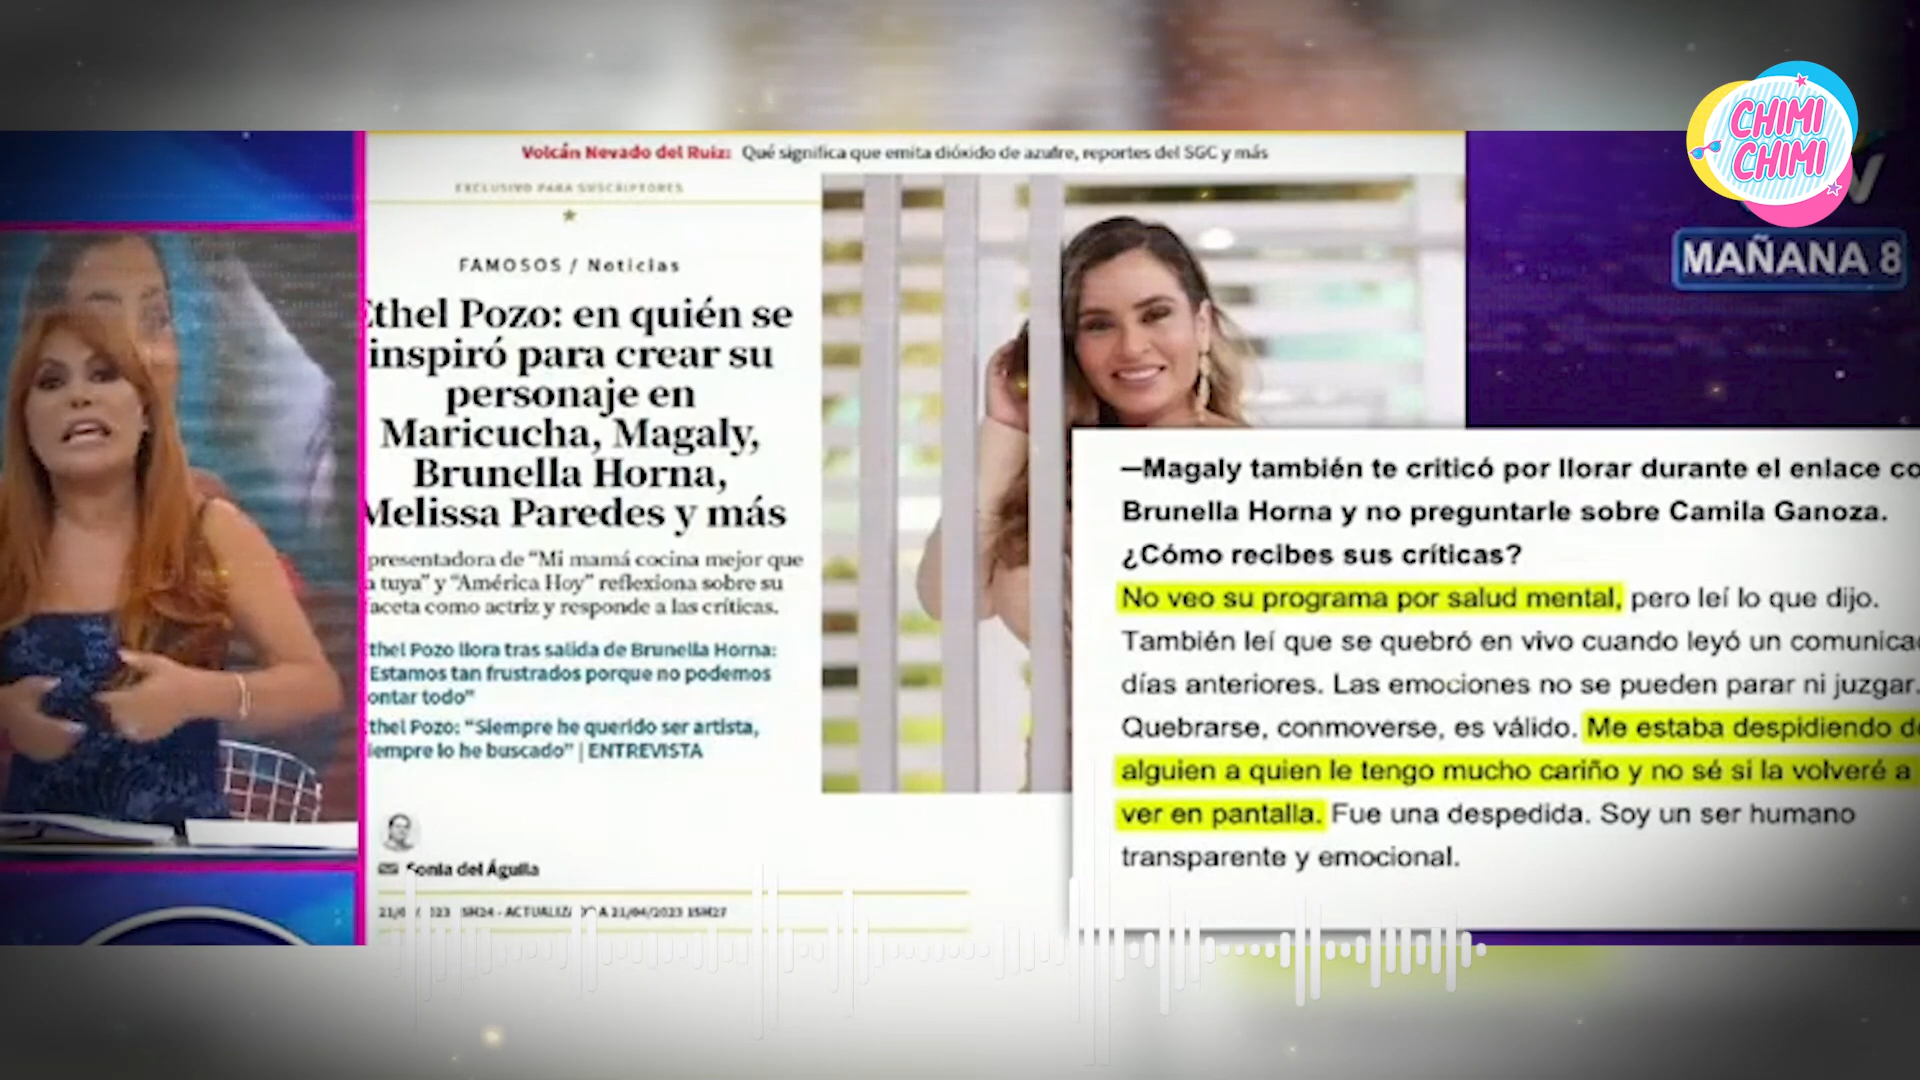 CHIMI
CHIMI
MAÑANA 8
Volcán Nevado del Ruiz: Qué significa que emita dióxido de azufre, reportes del SGC y más
EXCLUSIVO PARA SUSCRIPTORES
FAMOSOS / Noticias
Ethel Pozo: en quién se
inspiró para crear su
personaje en
Maricucha, Magaly,
Brunella Horna,
Melissa Paredes y más
presentadora de “Mi mamá cocina mejor que
a tuya” y “América Hoy” reflexiona sobre su
faceta como actriz y responde a las críticas.
thel Pozo llora tras salida de Brunella Horna:
Estamos tan frustrados porque no podemos
ontar todo”
thel Pozo: “Siempre he querido ser artista,
iempre lo he buscado” | ENTREVISTA
Sonia del Águila
A 21/04/2023 15H27
—Magaly también te criticó por llorar durante el enlace co
Brunella Horna y no preguntarle sobre Camila Ganoza.
¿Cómo recibes sus críticas?
No veo su programa por salud mental, pero leí lo que dijo.
También leí que se quebró en vivo cuando leyó un comunica
días anteriores. Las emociones no se pueden parar ni juzgar.
Quebrarse, conmoverse, es válido. Me estaba despidiendo de
alguien a quien le tengo mucho cariño y no sé si la volveré a
ver en pantalla. Fue una despedida. Soy un ser humano
transparente y emocional.